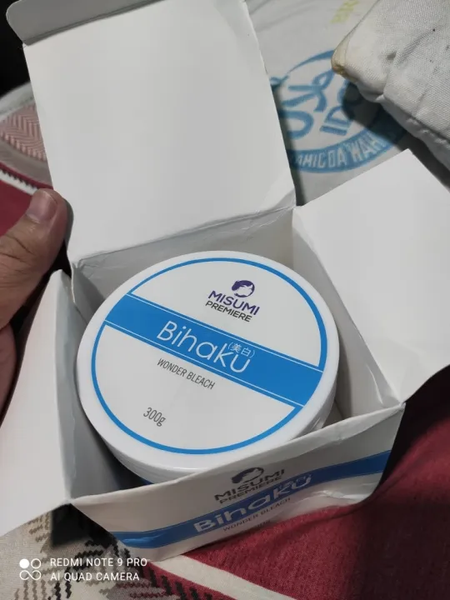 MISUMI
PREMIERE
Bihaku
(美白)
WONDER BLEACH
300g
MISUMI
PREMIERE
Bihaku
WONDER BLEACH
REDMI NOTE 9 PRO
AI QUAD CAMERA